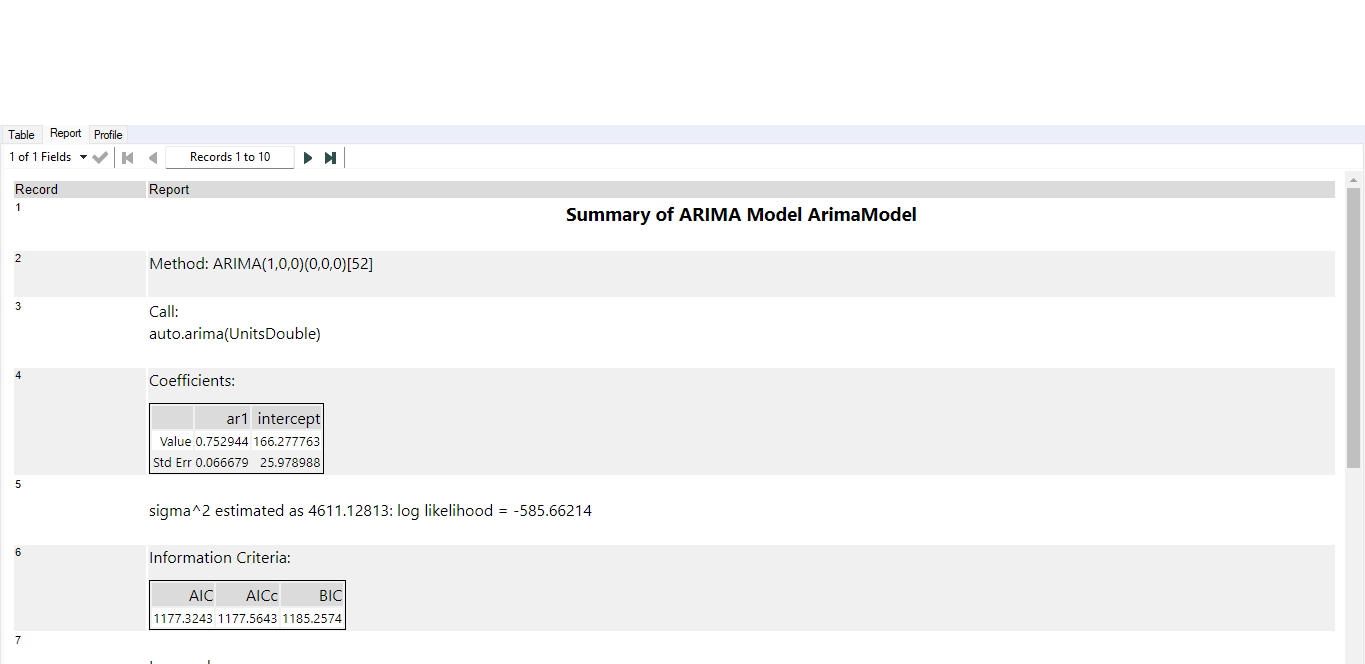 Table Report Profile
1 of 1 Fields Records 1 to 10
Record Report
1
Summary of ARIMA Model ArimaModel
2
Method: ARIMA(1,0,0)(0,0,0)[52]
3
Call:
auto.arima(UnitsDouble)
4
Coefficients:
ar1 intercept
Value 0.752944 166.277763
Std Err 0.066679 25.978988
5
sigma^2 estimated as 4611.12813: log likelihood = -585.66214
6
Information Criteria:
AIC AICc BIC
1177.3243 1177.5643 1185.2574
7